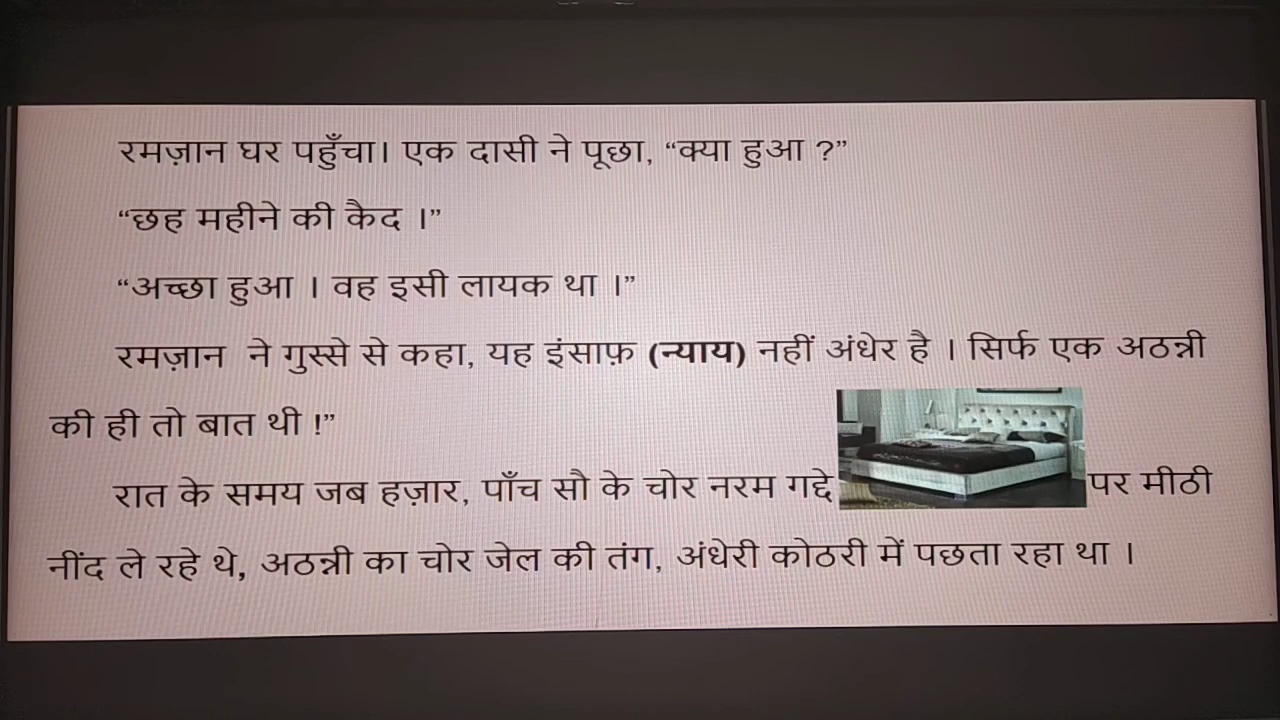 रमज़ान घर पहुँचा। एक दासी ने पूछा, “क्या हुआ ?”
“छह महीने की कैद ।”
“अच्छा हुआ । वह इसी लायक था ।”
रमज़ान ने गुस्से से कहा, यह इंसाफ़ (न्याय) नहीं अंधेर है । सिर्फ एक अठन्नी
की ही तो बात थी !”
रात के समय जब हज़ार, पाँच सौ के चोर नरम गद्दे पर मीठी
नींद ले रहे थे, अठन्नी का चोर जेल की तंग, अंधेरी कोठरी में पछता रहा था ।